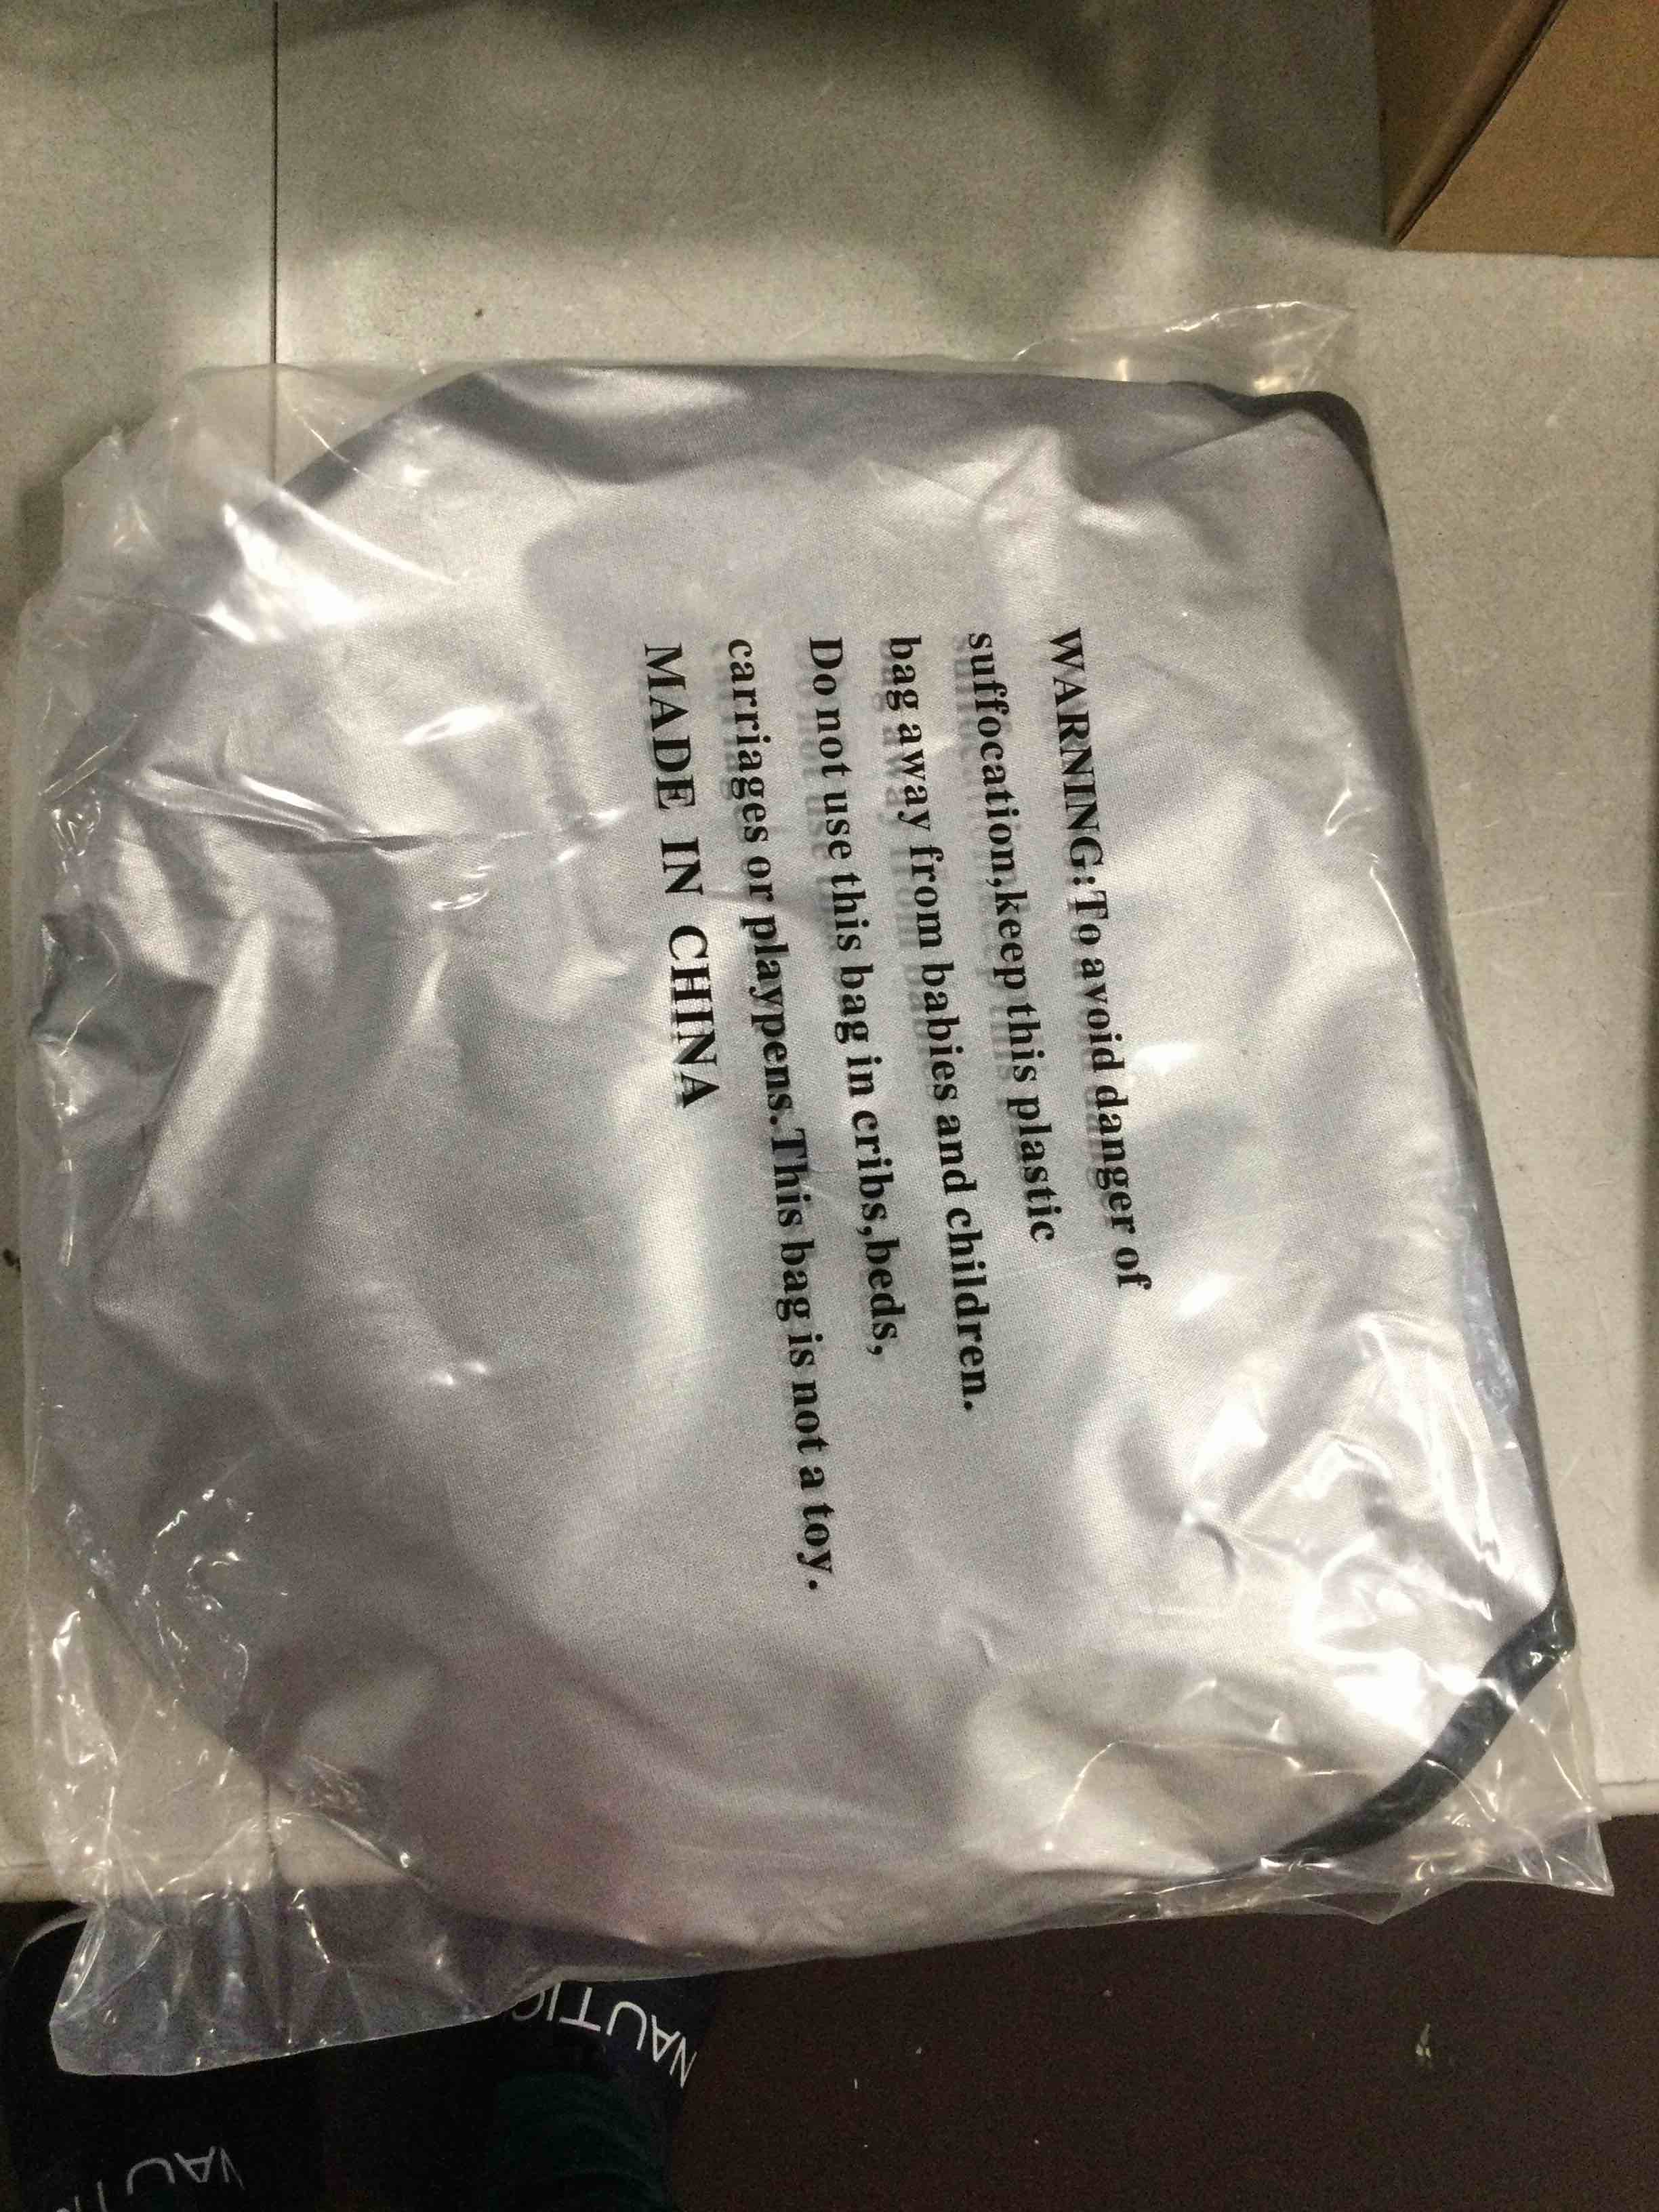 WARNING:To avoid danger of
suffocation,keep this plastic
bag away from babies and children.
Do not use this bag in cribs,beds,
carriages or playpens.This bag is not a toy.
MADE IN CHINA